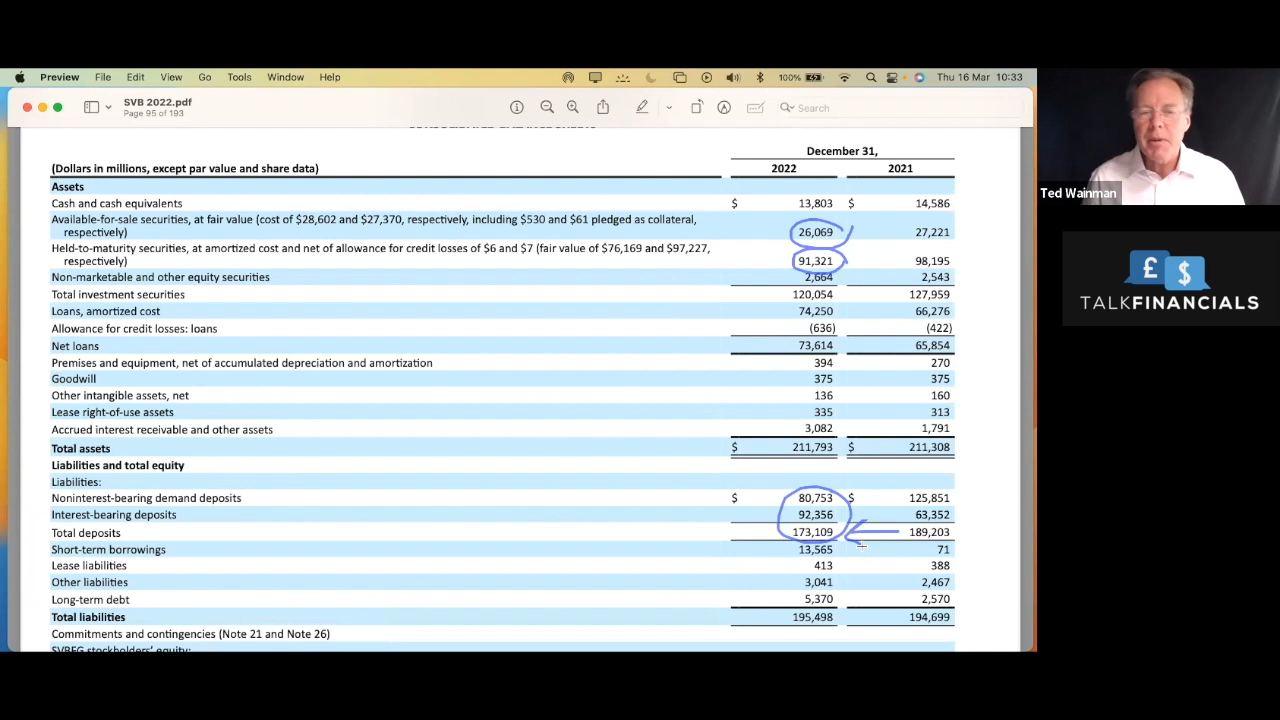 Preview File Edit View Go Tools Window Help 100% Thu 16 Mar 10:33
SVB 2022.pdf
Page 95 of 193
Search
December 31,
(Dollars in millions, except par value and share data) 2022 2021
Assets
Cash and cash equivalents $ 13,803 $ 14,586
Available-for-sale securities, at fair value (cost of $28,602 and $27,370, respectively, including $530 and $61 pledged as collateral,
respectively) 26,069 27,221
Held-to-maturity securities, at amortized cost and net of allowance for credit losses of $6 and $7 (fair value of $76,169 and $97,227,
respectively) 91,321 98,195
Non-marketable and other equity securities 2,664 2,543
Total investment securities 120,054 127,959
Loans, amortized cost 74,250 66,276
Allowance for credit losses: loans (636) (422)
Net loans 73,614 65,854
Premises and equipment, net of accumulated depreciation and amortization 394 270
Goodwill 375 375
Other intangible assets, net 136 160
Lease right-of-use assets 335 313
Accrued interest receivable and other assets 3,082 1,791
Total assets $ 211,793 $ 211,308
Liabilities and total equity
Liabilities:
Noninterest-bearing demand deposits $ 80,753 $ 125,851
Interest-bearing deposits 92,356 63,352
Total deposits 173,109 189,203
Short-term borrowings 13,565 71
Lease liabilities 413 388
Other liabilities 3,041 2,467
Long-term debt 5,370 2,570
Total liabilities 195,498 194,699
Commitments and contingencies (Note 21 and Note 26)
SVBFG stockholders' equity:
Ted Wainman
£ $
TALKFINANCIALS